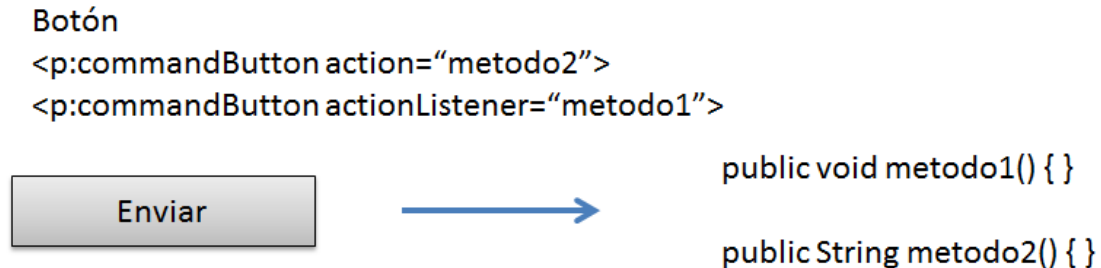 Botón
<p:commandButton action=“metodo2”>
<p:commandButton actionListener=“metodo1”>
public void metodo1() { }
Enviar
public String metodo2() { }